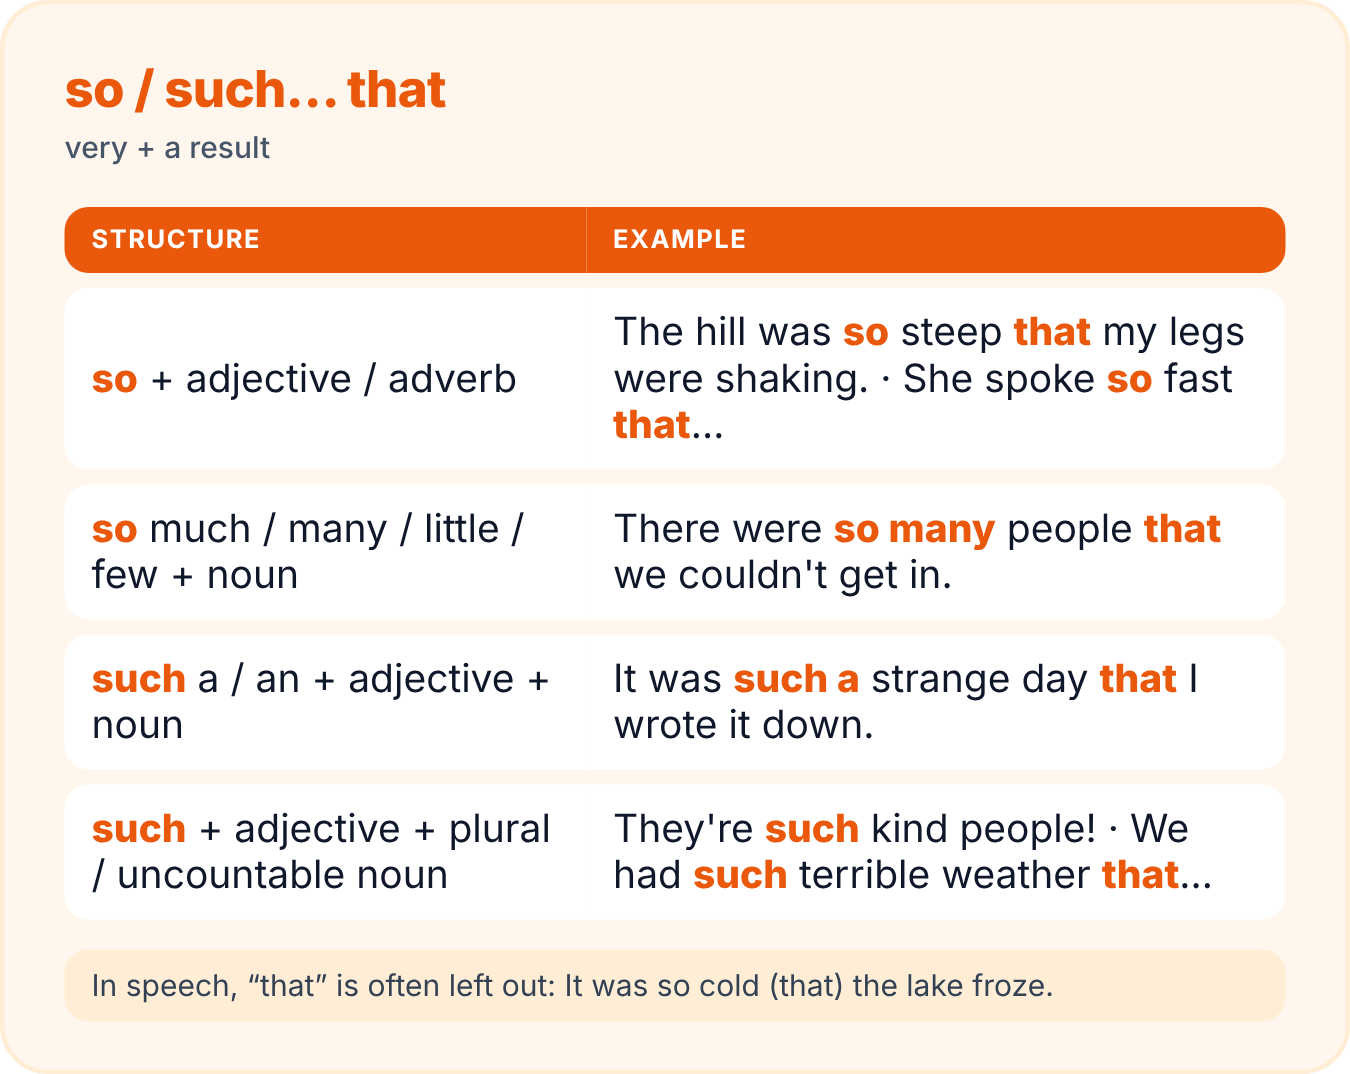 so / such… that
very + a result
STRUCTURE
EXAMPLE
so + adjective / adverb
The hill was so steep that my legs
were shaking. · She spoke so fast
that…
so much / many / little /
few + noun
There were so many people that
we couldn't get in.
such a / an + adjective +
noun
It was such a strange day that I
wrote it down.
such + adjective + plural
/ uncountable noun
They're such kind people! · We
had such terrible weather that…
In speech, “that” is often left out: It was so cold (that) the lake froze.